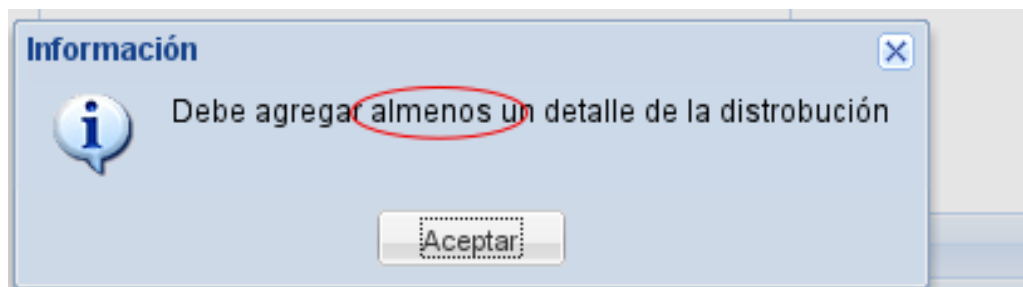 Información
Debe agregar almenos un detalle de la distrobución
Aceptar